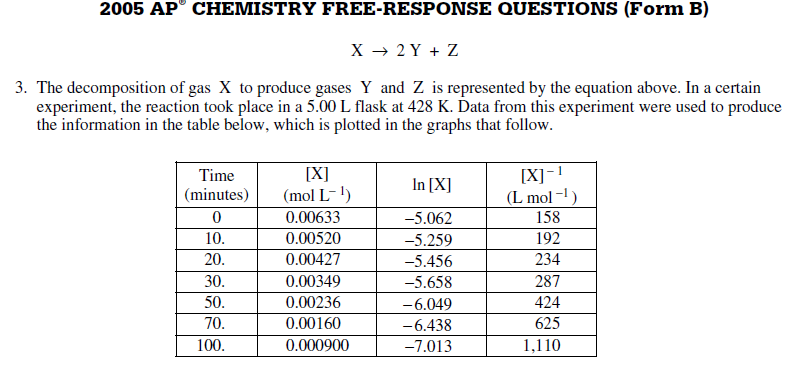 2005 AP® CHEMISTRY FREE-RESPONSE QUESTIONS (Form B)
X → 2 Y + Z
3. The decomposition of gas X to produce gases Y and Z is represented by the equation above. In a certain
experiment, the reaction took place in a 5.00 L flask at 428 K. Data from this experiment were used to produce
the information in the table below, which is plotted in the graphs that follow.
Time (minutes) [X] (mol L⁻¹) ln [X] [X]⁻¹ (L mol⁻¹)
0 0.00633 −5.062 158
10. 0.00520 −5.259 192
20. 0.00427 −5.456 234
30. 0.00349 −5.658 287
50. 0.00236 −6.049 424
70. 0.00160 −6.438 625
100. 0.000900 −7.013 1,110